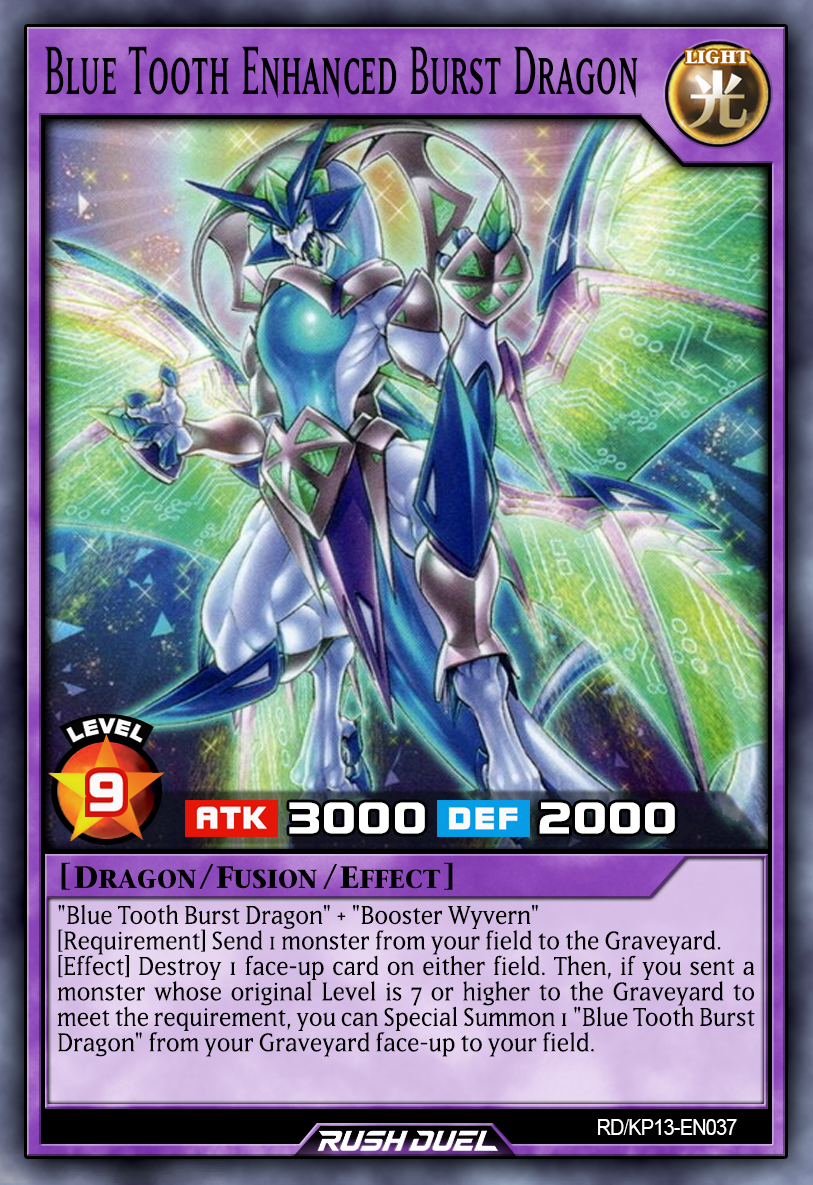 Blue Tooth Enhanced Burst Dragon
LIGHT
光
LEVEL
9
ATK 3000 DEF 2000
[Dragon/Fusion/Effect]
"Blue Tooth Burst Dragon" + "Booster Wyvern"
[Requirement] Send 1 monster from your field to the Graveyard.
[Effect] Destroy 1 face-up card on either field. Then, if you sent a
monster whose original Level is 7 or higher to the Graveyard to
meet the requirement, you can Special Summon 1 "Blue Tooth Burst
Dragon" from your Graveyard face-up to your field.
RD/KP13-EN037
RUSH DUEL